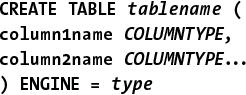 CREATE TABLE tablename (
column1name COLUMNTYPE,
column2name COLUMNTYPE...
) ENGINE = type